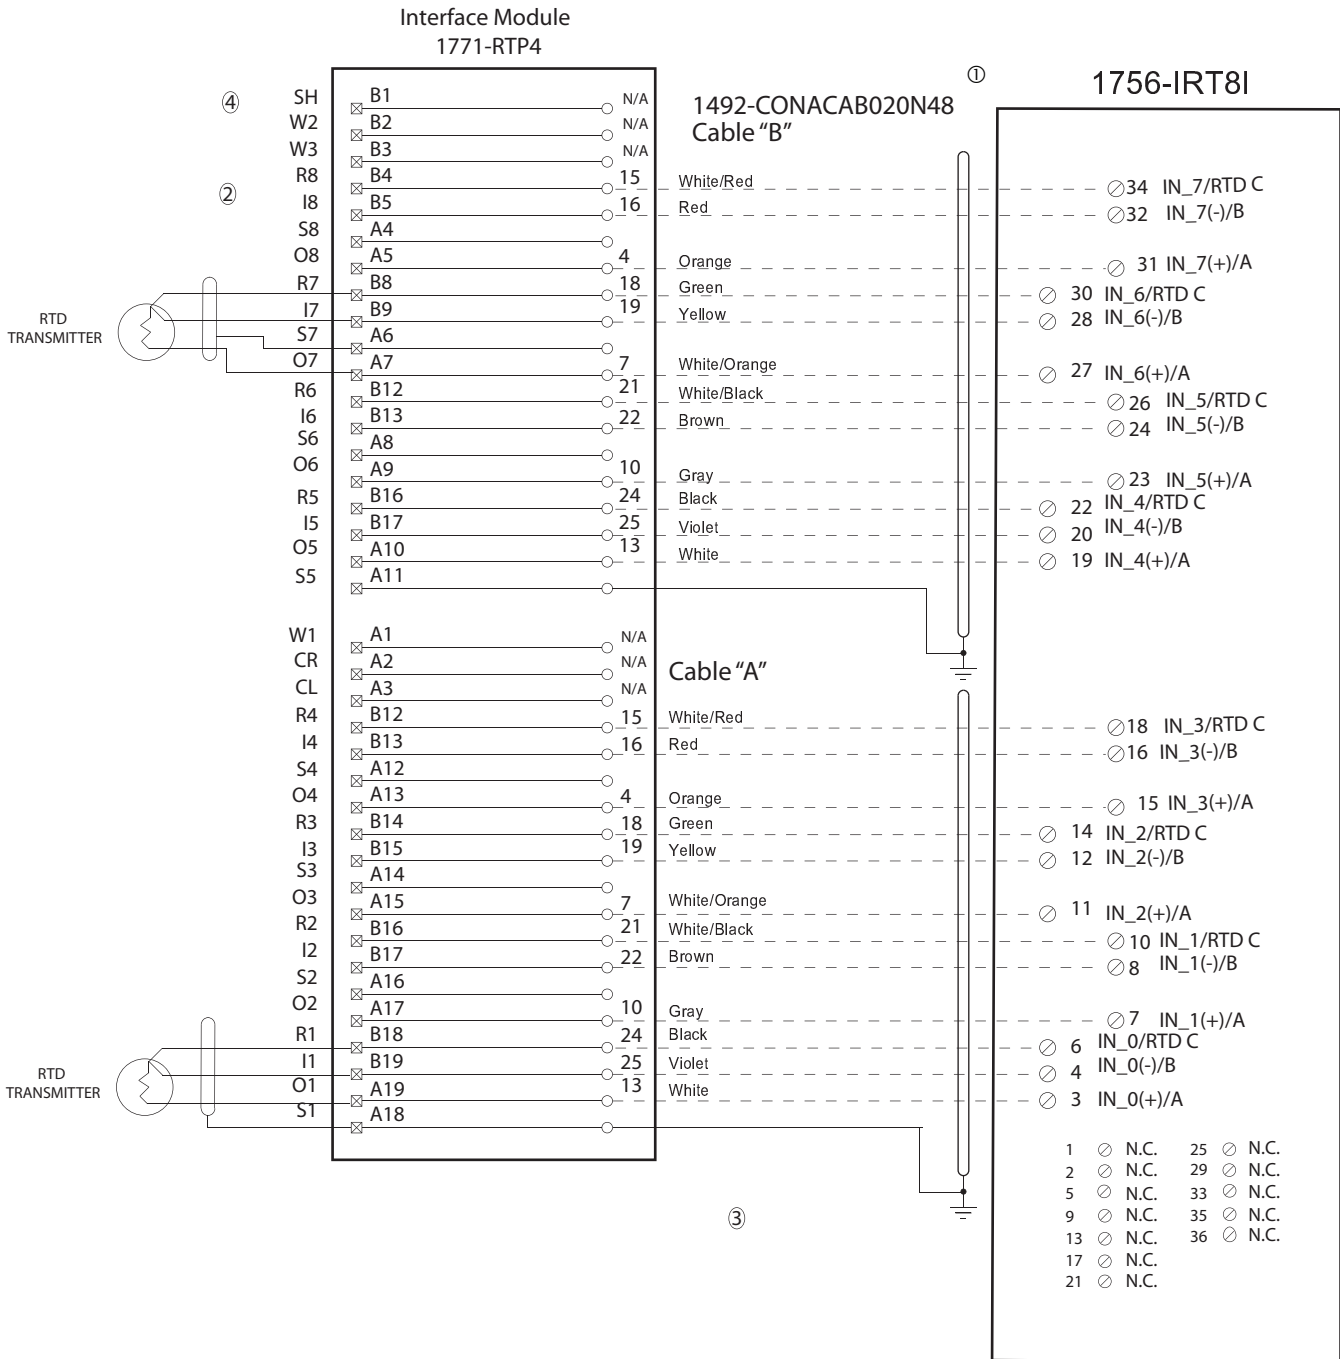 Interface Module
1771-RTP4
① 1756-IRT8I
1492-CONACAB020N48
Cable “B”
④ SH B1 N/A
W2 B2 N/A
W3 B3 N/A
R8 B4 15 White/Red 34 IN_7/RTD C
② I8 B5 16 Red 32 IN_7(-)/B
S8 A4
O8 A5 4 Orange 31 IN_7(+)/A
R7 B8 18 Green 30 IN_6/RTD C
I7 B9 19 Yellow 28 IN_6(-)/B
RTD
TRANSMITTER
S7 A6
O7 A7 7 White/Orange 27 IN_6(+)/A
R6 B12 21 White/Black 26 IN_5/RTD C
I6 B13 22 Brown 24 IN_5(-)/B
S6 A8
O6 A9 10 Gray 23 IN_5(+)/A
R5 B16 24 Black 22 IN_4/RTD C
I5 B17 25 Violet 20 IN_4(-)/B
O5 A10 13 White 19 IN_4(+)/A
S5 A11
W1 A1 N/A
CR A2 N/A
Cable “A”
CL A3 N/A
R4 B12 15 White/Red 18 IN_3/RTD C
I4 B13 16 Red 16 IN_3(-)/B
S4 A12
O4 A13 4 Orange 15 IN_3(+)/A
R3 B14 18 Green 14 IN_2/RTD C
I3 B15 19 Yellow 12 IN_2(-)/B
S3 A14
O3 A15 7 White/Orange 11 IN_2(+)/A
R2 B16 21 White/Black 10 IN_1/RTD C
I2 B17 22 Brown 8 IN_1(-)/B
S2 A16
O2 A17 10 Gray 7 IN_1(+)/A
R1 B18 24 Black 6 IN_0/RTD C
I1 B19 25 Violet 4 IN_0(-)/B
RTD
TRANSMITTER
O1 A19 13 White 3 IN_0(+)/A
S1 A18
1 N.C. 25 N.C.
2 N.C. 29 N.C.
5 N.C. 33 N.C.
9 N.C. 35 N.C.
13 N.C. 36 N.C.
17 N.C.
21 N.C.
③